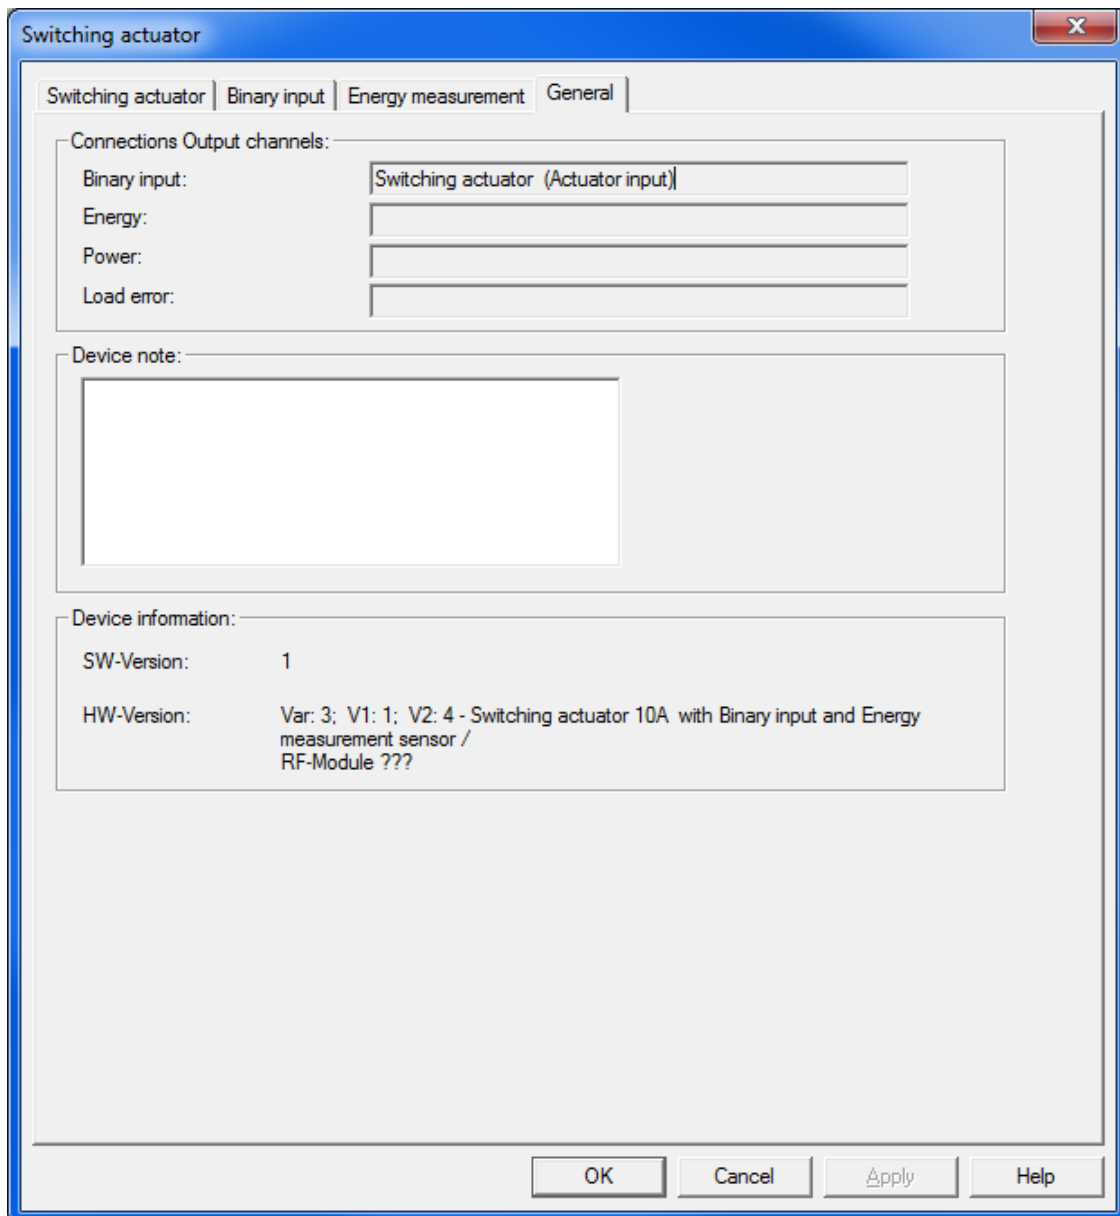 Switching actuator
x
Switching actuator Binary input Energy measurement General
Connections Output channels:
Binary input: Switching actuator (Actuator input)
Energy:
Power:
Load error:
Device note:
Device information:
SW-Version: 1
HW-Version: Var: 3; V1: 1; V2: 4 - Switching actuator 10A with Binary input and Energy
measurement sensor /
RF-Module ???
OK Cancel Apply Help